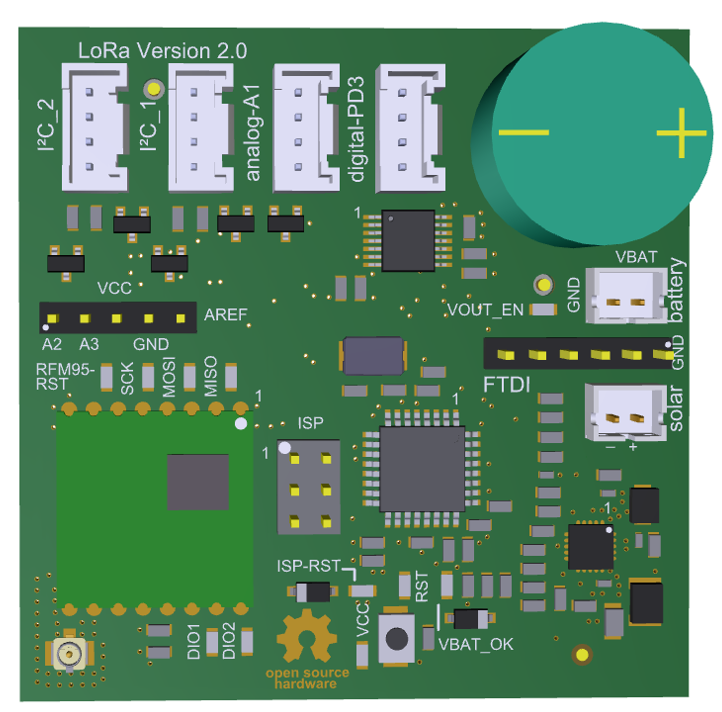 LoRa Version 2.0
I²C_2
I²C_1
analog-A1
digital-PD3
1
VBAT
GND
battery
VOUT_EN
VCC
AREF
A2 A3 GND
GND
FTDI
RFM95-
RST
SCK
MOSI
MISO
1
ISP
1
1
solar
– +
1
ISP-RST
VCC
RST
VBAT_OK
DIO1
DIO2
open source
hardware